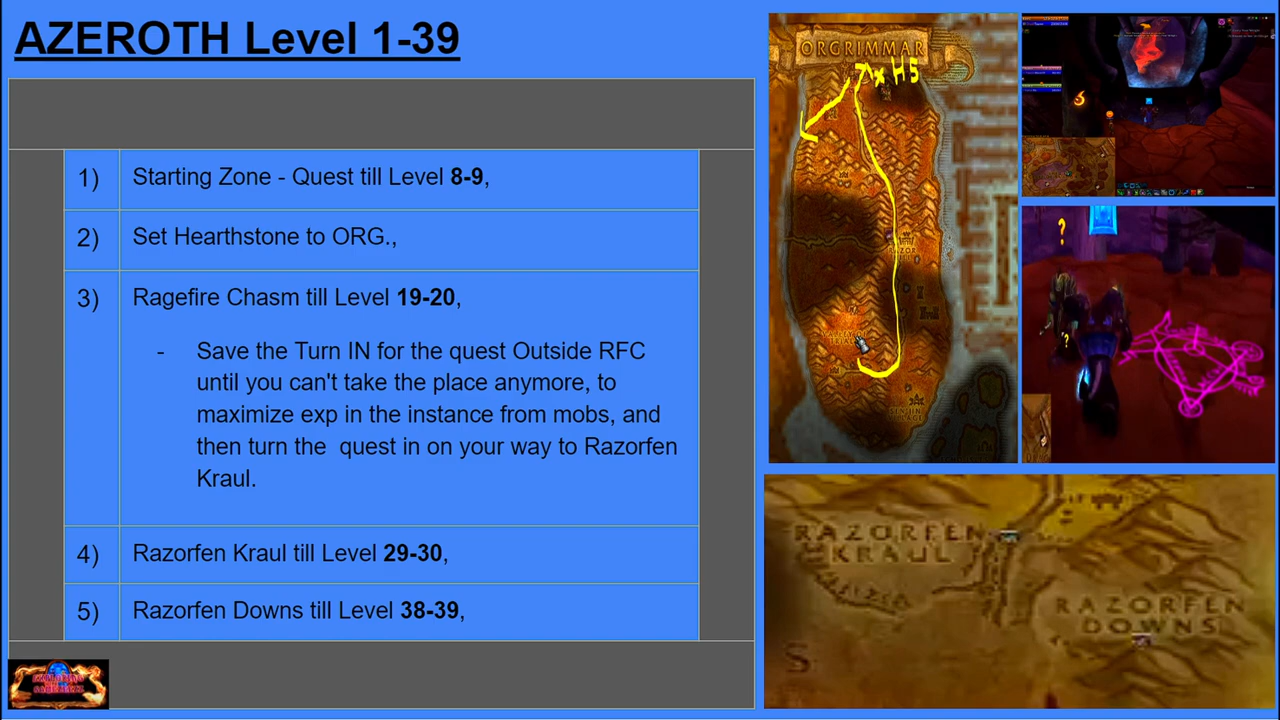 AZEROTH Level 1-39
1) Starting Zone - Quest till Level 8-9,
2) Set Hearthstone to ORG.,
3) Ragefire Chasm till Level 19-20,
- Save the Turn IN for the quest Outside RFC
until you can't take the place anymore, to
maximize exp in the instance from mobs, and
then turn the quest in on your way to Razorfen
Kraul.
4) Razorfen Kraul till Level 29-30,
5) Razorfen Downs till Level 38-39,
ORGRIMMAR
x HS
RAZOR
?
?
RAZORFEN
KRAUL
RAZORFEN
DOWNS
S